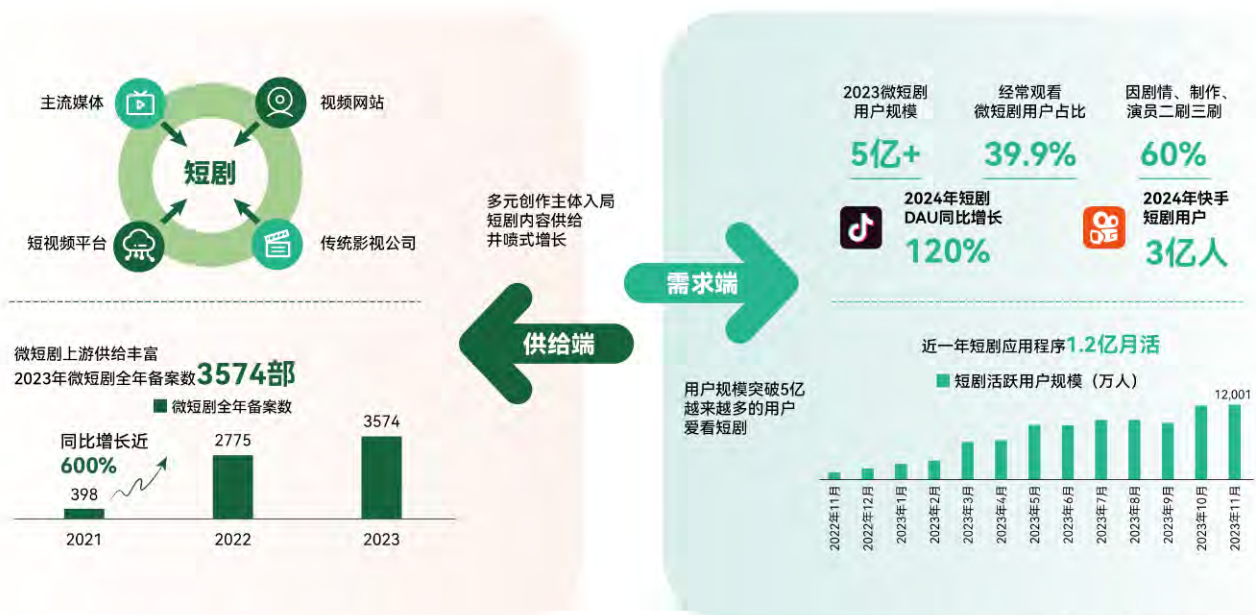 主流媒体
视频网站
短剧
短视频平台
传统影视公司
多元创作主体入局
短剧内容供给
井喷式增长
供给端
微短剧上游供给丰富
2023年微短剧全年备案数3574部
微短剧全年备案数
同比增长近
600%
398
2775
3574
2021
2022
2023
需求端
2023微短剧
用户规模
5亿+
经常观看
微短剧用户占比
39.9%
因剧情、制作、
演员二刷三刷
60%
2024年短剧
DAU同比增长
120%
2024年快手
短剧用户
3亿人
用户规模突破5亿
越来越多的用户
爱看短剧
近一年短剧应用程序1.2亿月活
短剧活跃用户规模（万人）
12,001
2022年11月
2022年12月
2023年1月
2023年2月
2023年3月
2023年4月
2023年5月
2023年6月
2023年7月
2023年8月
2023年9月
2023年10月
2023年11月